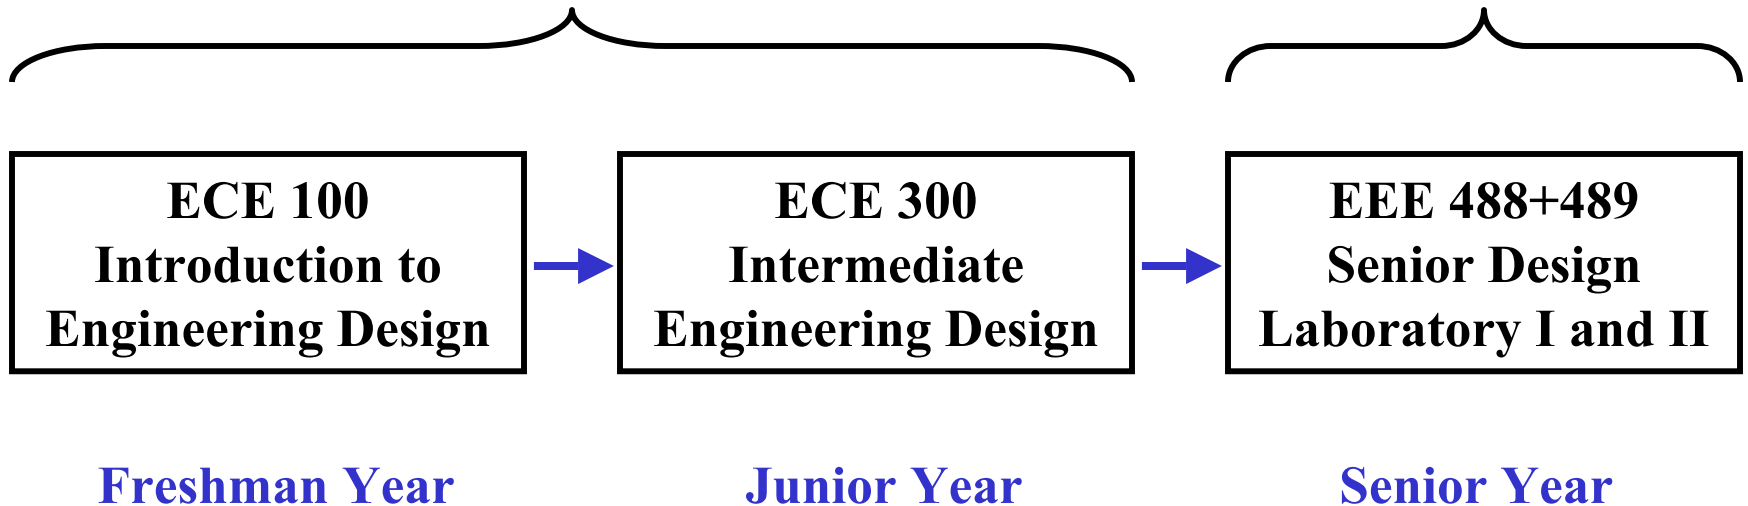 ECE 100
Introduction to
Engineering Design
ECE 300
Intermediate
Engineering Design
EEE 488+489
Senior Design
Laboratory I and II
Freshman Year
Junior Year
Senior Year